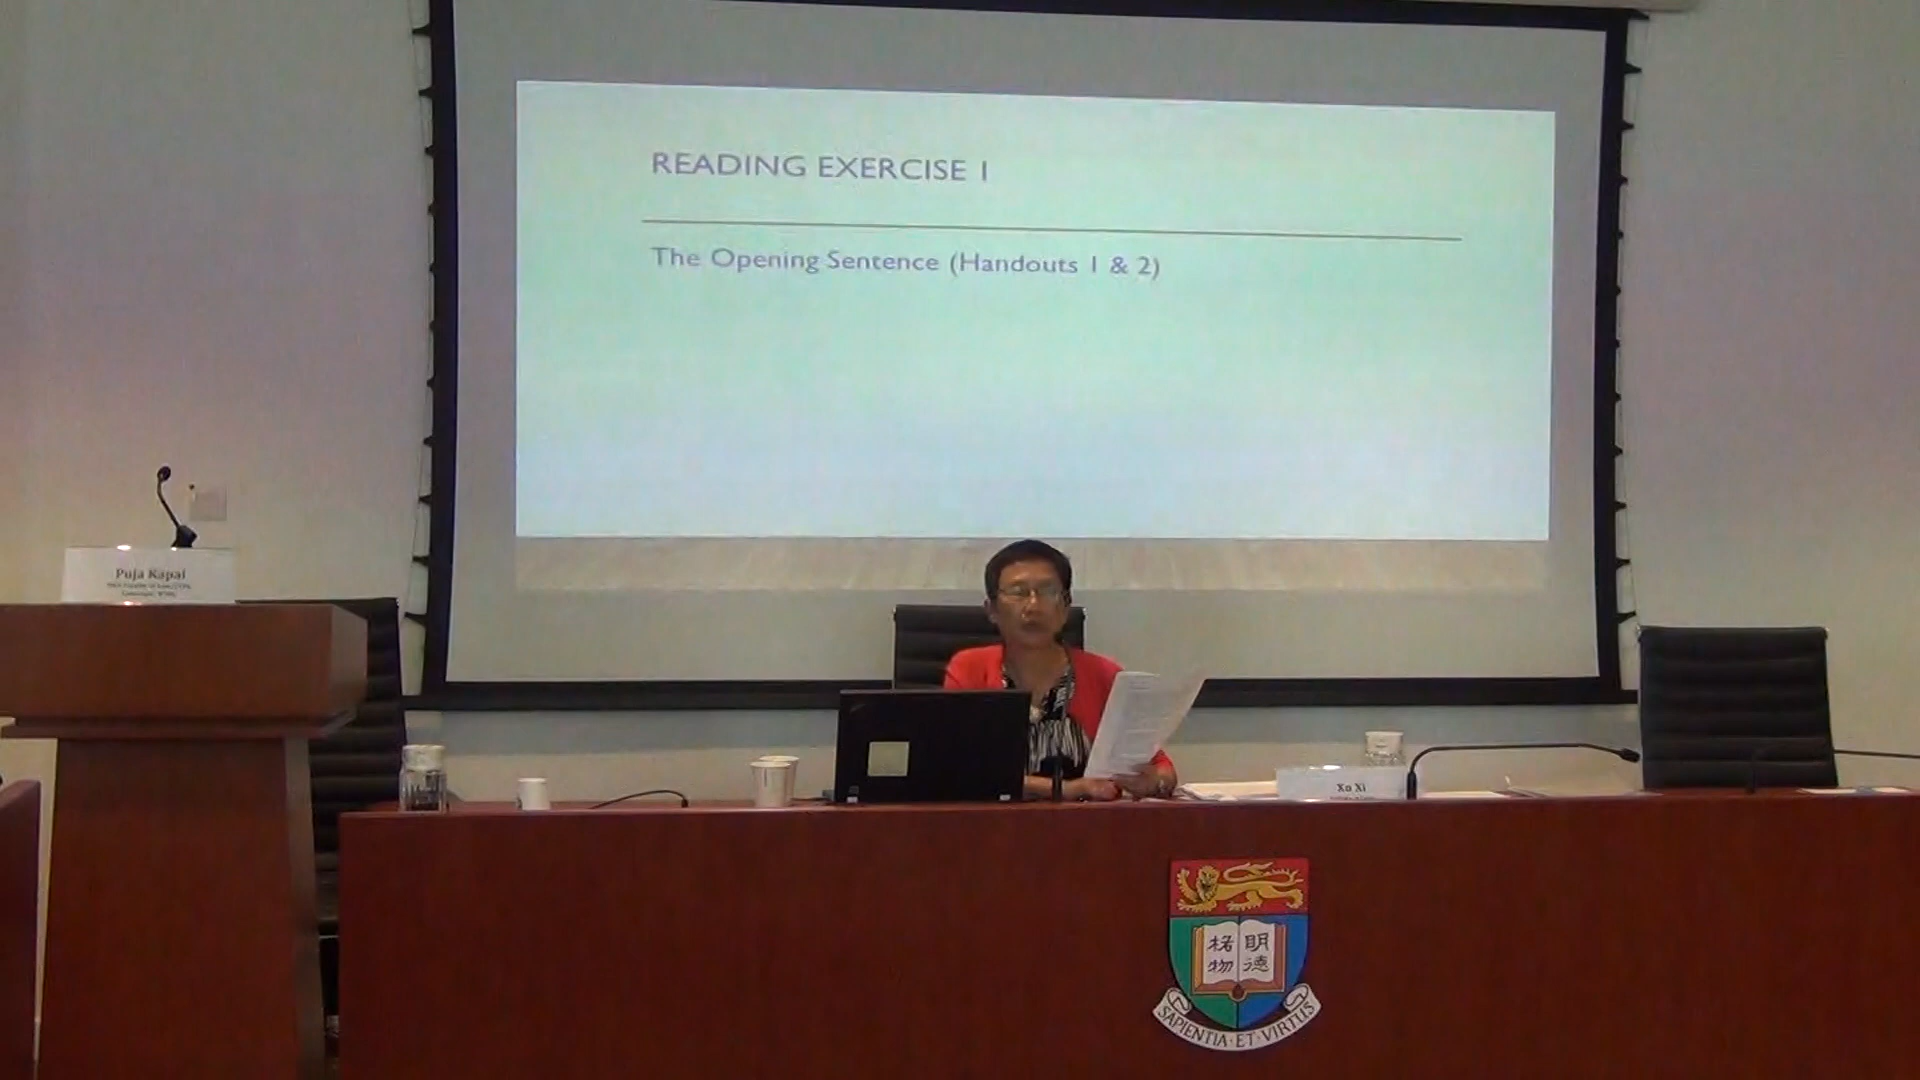 READING EXERCISE 1
The Opening Sentence (Handouts 1 & 2)
Puja Kapai
Xu Xi
明德
格物
SAPIENTIA·ET·VIRTUS